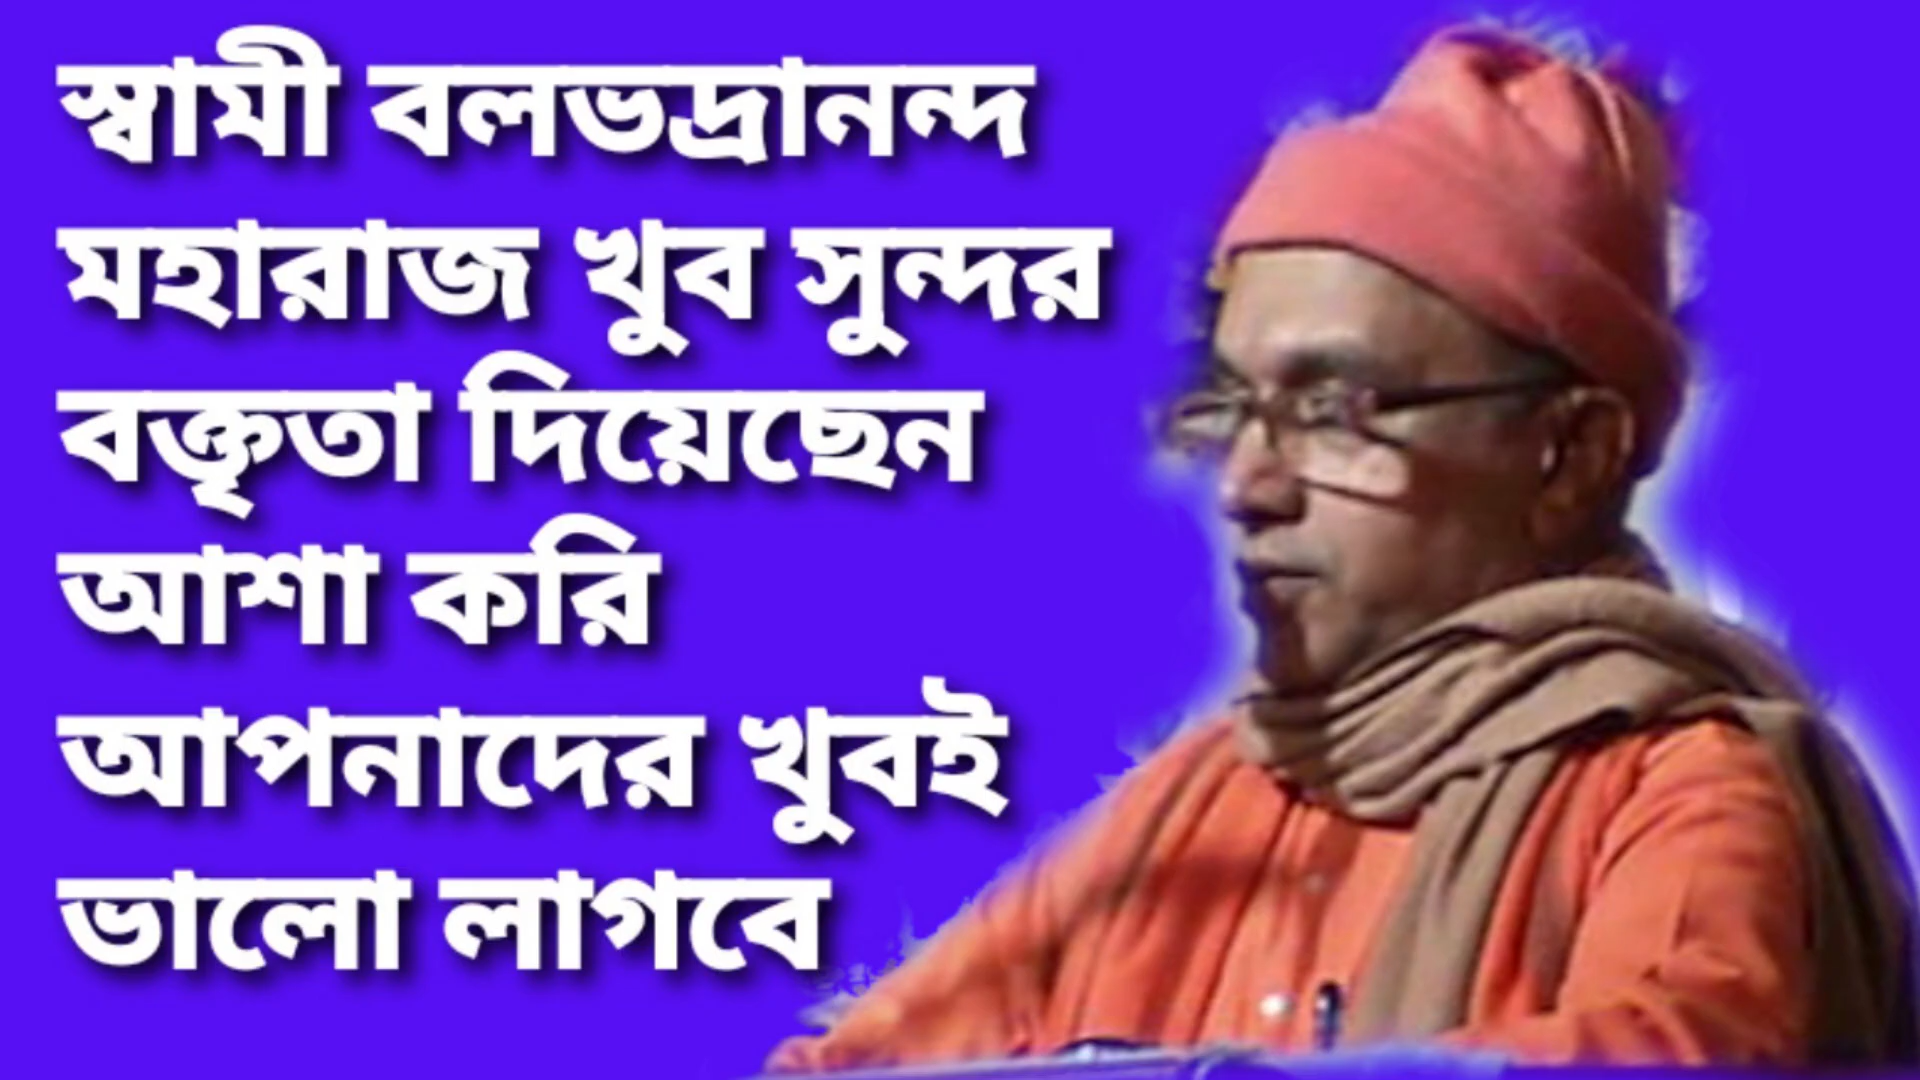 স্বামী বলভদ্রানন্দ
মহারাজ খুব সুন্দর
বক্তৃতা দিয়েছেন
আশা করি
আপনাদের খুবই
ভালো লাগবে